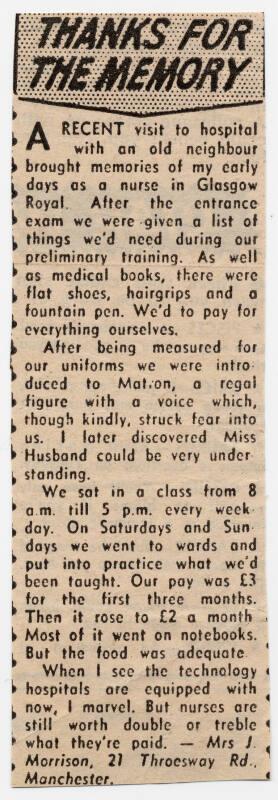 THANKS FOR
THE MEMORY
A RECENT visit to hospital
with an old neighbour
brought memories of my early
days as a nurse in Glasgow
Royal. After the entrance
exam we were given a list of
things we'd need during our
preliminary training. As well
as medical books, there were
flat shoes, hairgrips and a
fountain pen. We'd to pay for
everything ourselves.
After being measured for
our uniforms we were intro
duced to Matron, a regal
figure with a voice which,
though kindly, struck fear into
us. I later discovered Miss
Husband could be very under
standing.
We sat in a class from 8
a.m. till 5 p.m. every week
day. On Saturdays and Sun
days we went to wards and
put into practice what we'd
been taught. Our pay was £3
for the first three months.
Then it rose to £2 a month
Most of it went on notebooks.
But the food was adequate
When I see the technology
hospitals are equipped with
now, I marvel. But nurses are
still worth double or treble
what they're paid. — Mrs J.
Morrison, 21 Throesway Rd.,
Manchester.